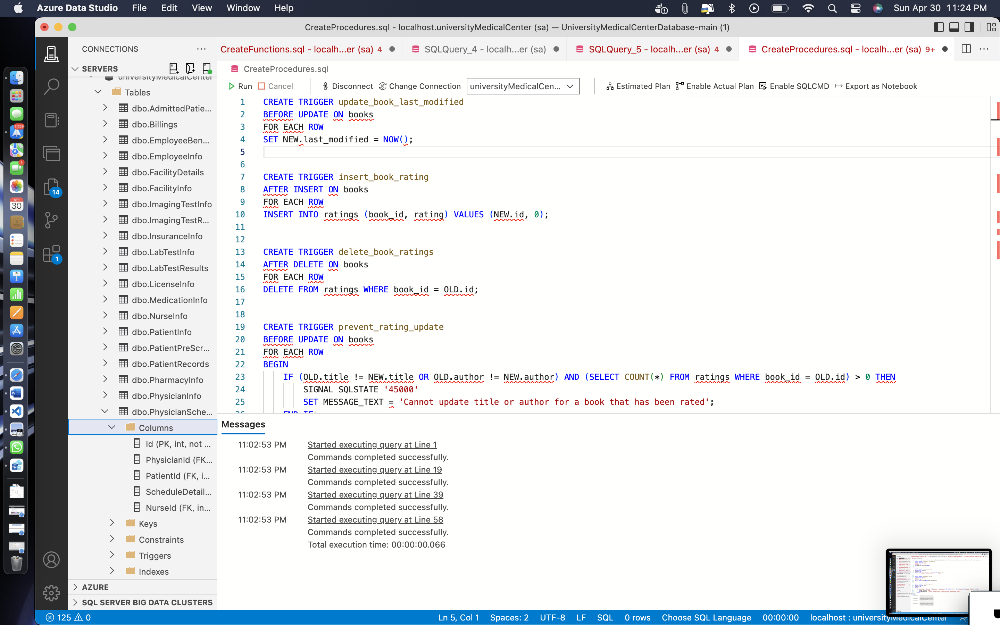 Azure Data Studio File Edit View Window Help Sun Apr 30 11:24 PM
CreateProcedures.sql - localhost.universityMedicalCenter (sa) — UniversityMedicalCenterDatabase-main (1)
CONNECTIONS
CreateFunctions.sql - localh...er (sa) 4
SQLQuery_4 - localh...er (sa)
SQLQuery_5 - localh...er (sa) 4
CreateProcedures.sql - localh...er (sa) 9+
SERVERS
CreateProcedures.sql
universityMedicalCenter
Run Cancel Disconnect Change Connection universityMedicalCen... Estimated Plan Enable Actual Plan Enable SQLCMD Export as Notebook
Tables
dbo.AdmittedPatie...
dbo.Billings
dbo.EmployeeBen...
dbo.EmployeeInfo
dbo.FacilityDetails
dbo.FacilityInfo
dbo.ImagingTestInfo
dbo.ImagingTestR...
dbo.InsuranceInfo
dbo.LabTestInfo
dbo.LabTestResults
dbo.LicenseInfo
dbo.MedicationInfo
dbo.NurseInfo
dbo.PatientInfo
dbo.PatientPreScr...
dbo.PatientRecords
dbo.PharmacyInfo
dbo.PhysicianInfo
dbo.PhysicianSche...
Columns
Id (PK, int, not ...
PhysicianId (FK...
PatientId (FK, i...
ScheduleDetail...
NurseId (FK, in...
Keys
Constraints
Triggers
Indexes
AZURE
SQL SERVER BIG DATA CLUSTERS
21229
1
APR
30
14
1
1 CREATE TRIGGER update_book_last_modified
2 BEFORE UPDATE ON books
3 FOR EACH ROW
4 SET NEW.last_modified = NOW();
5
6
7 CREATE TRIGGER insert_book_rating
8 AFTER INSERT ON books
9 FOR EACH ROW
10 INSERT INTO ratings (book_id, rating) VALUES (NEW.id, 0);
11
12
13 CREATE TRIGGER delete_book_ratings
14 AFTER DELETE ON books
15 FOR EACH ROW
16 DELETE FROM ratings WHERE book_id = OLD.id;
17
18
19 CREATE TRIGGER prevent_rating_update
20 BEFORE UPDATE ON books
21 FOR EACH ROW
22 BEGIN
23 IF (OLD.title != NEW.title OR OLD.author != NEW.author) AND (SELECT COUNT(*) FROM ratings WHERE book_id = OLD.id) > 0 THEN
24 SIGNAL SQLSTATE '45000'
25 SET MESSAGE_TEXT = 'Cannot update title or author for a book that has been rated';
26 END IF;
Messages
11:02:53 PM Started executing query at Line 1
Commands completed successfully.
11:02:53 PM Started executing query at Line 19
Commands completed successfully.
11:02:53 PM Started executing query at Line 39
Commands completed successfully.
11:02:53 PM Started executing query at Line 58
Commands completed successfully.
Total execution time: 00:00:00.066
125 0 Ln 5, Col 1 Spaces: 2 UTF-8 LF SQL 0 rows Choose SQL Language 00:00:00 localhost : universityMedicalCenter